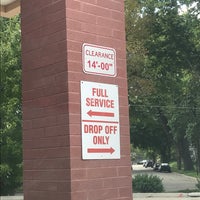 CLEARANCE
14'-00"
FULL
SERVICE
DROP OFF
ONLY